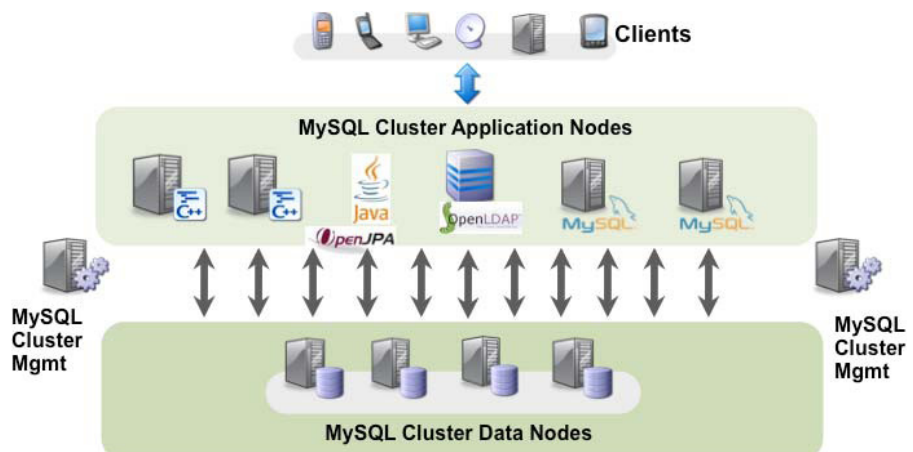 Clients
MySQL Cluster Application Nodes
C++
C++
Java
OpenJPA
OpenLDAP
MySQL
MySQL
MySQL
Cluster
Mgmt
MySQL
Cluster
Mgmt
MySQL Cluster Data Nodes